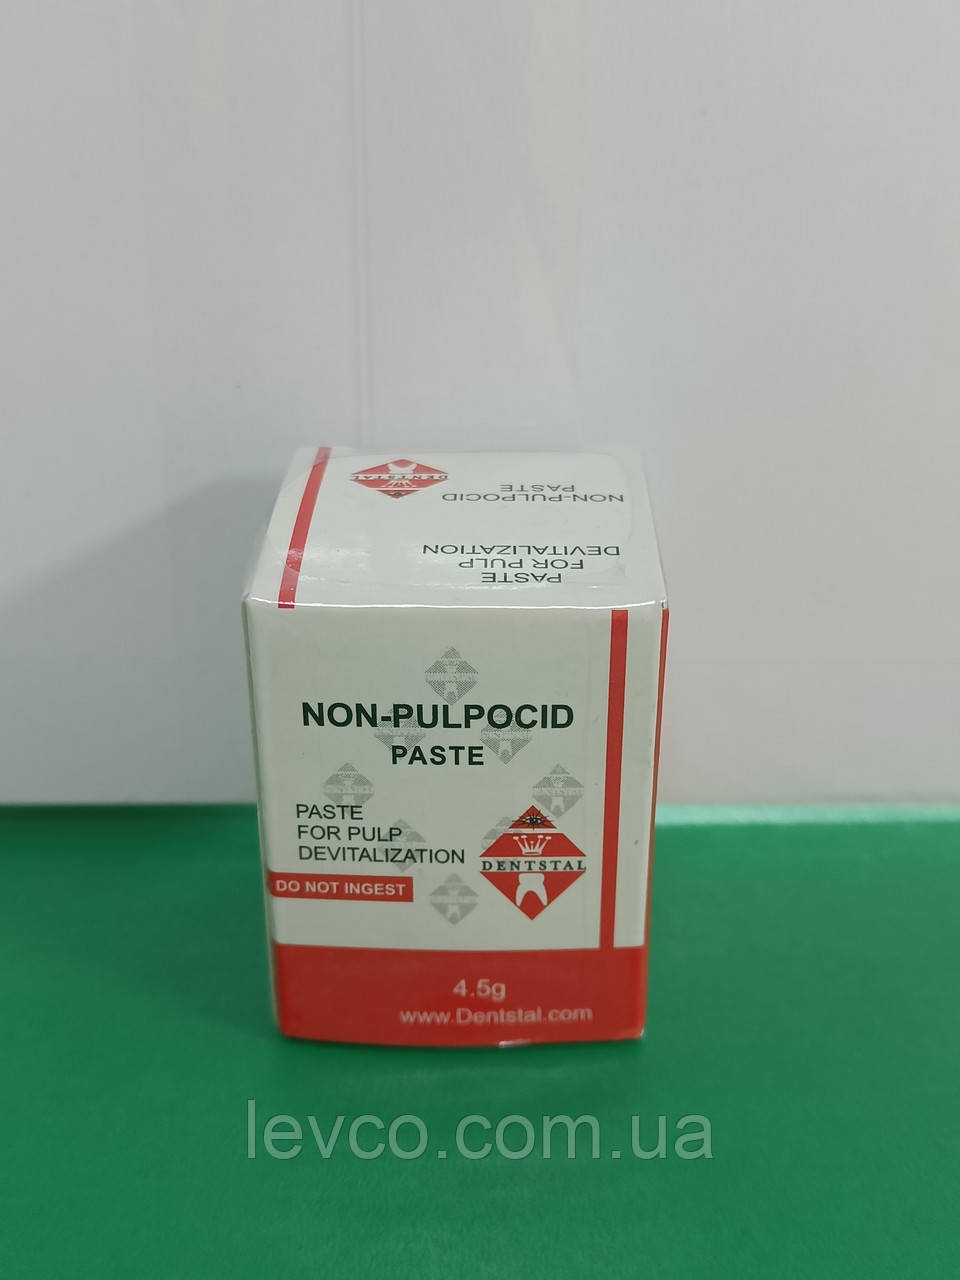 DENTSTAL
NON-PULPOCID
PASTE
PASTE
FOR PULP
DEVITALIZATION
NON-PULPOCID
PASTE
PASTE
FOR PULP
DEVITALIZATION
DENTSTAL
DO NOT INGEST
4.5g
www.Dentstal.com
levco.com.ua